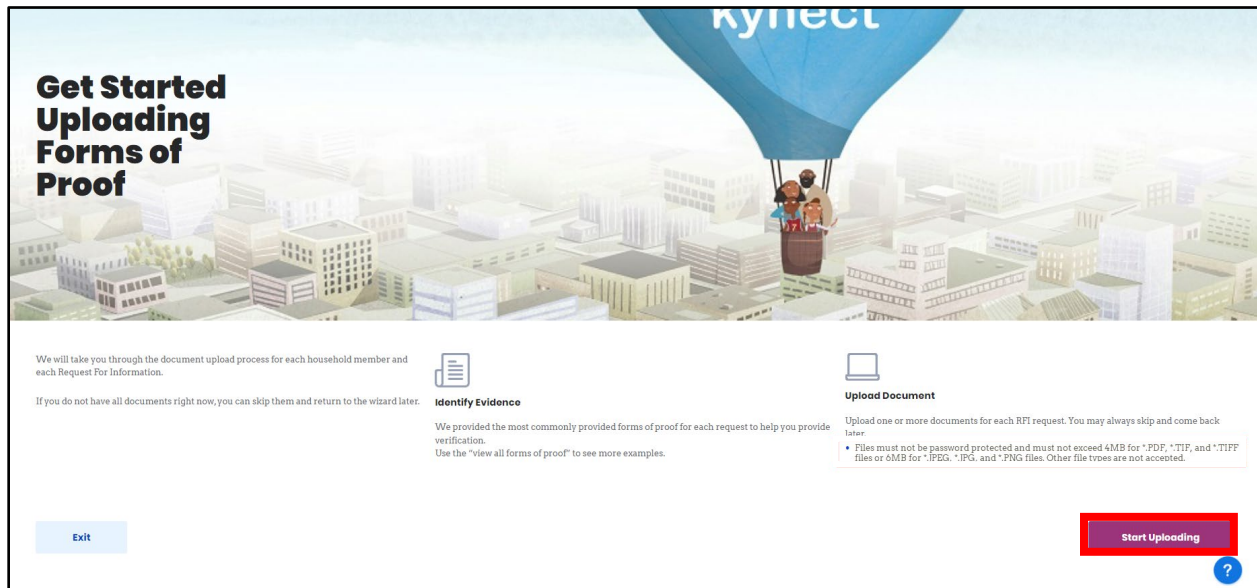 kynect
Get Started
Uploading
Forms of
Proof
7
We will take you through the document upload process for each household member and
each Request For Information.
If you do not have all documents right now, you can skip them and return to the wizard later.
Identify Evidence
We provided the most commonly provided forms of proof for each request to help you provide
verification.
Use the “view all forms of proof” to see more examples.
Upload Document
Upload one or more documents for each RFI request. You may always skip and come back
later.
• Files must not be password protected and must not exceed 4MB for *.PDF, *.TIF, and *.TIFF
files or 6MB for *.JPEG, *.JPG, and *.PNG files. Other file types are not accepted.
Exit
Start Uploading
?